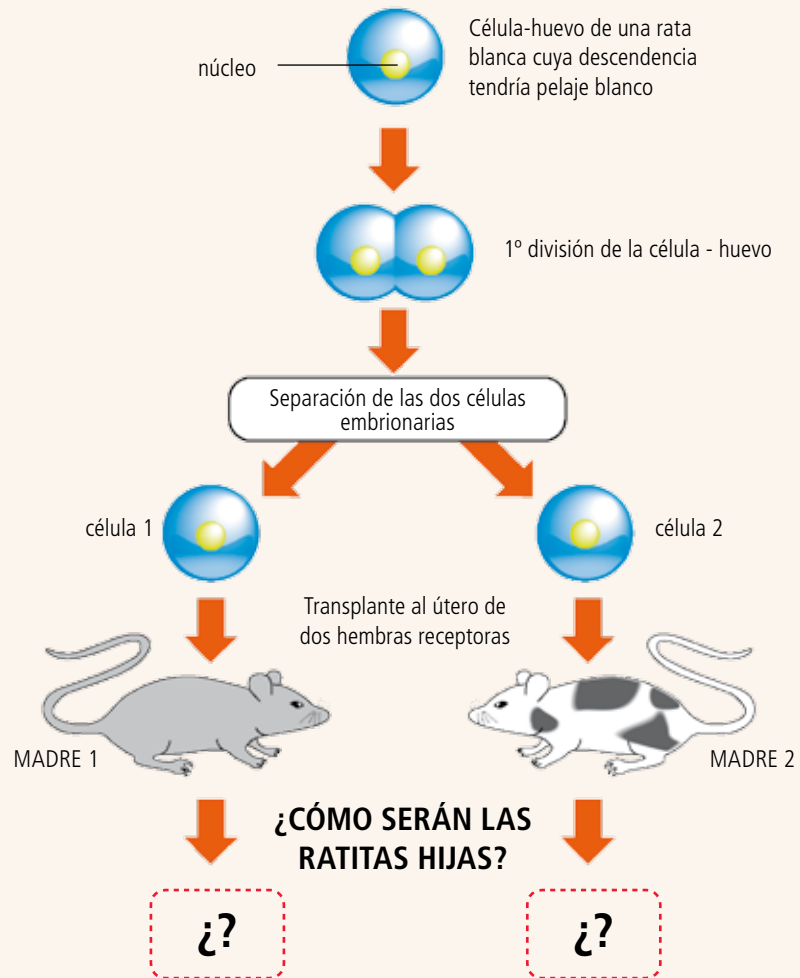 núcleo
Célula-huevo de una rata
blanca cuya descendencia
tendría pelaje blanco
1º división de la célula - huevo
Separación de las dos células
embrionarias
célula 1
célula 2
Transplante al útero de
dos hembras receptoras
MADRE 1
MADRE 2
¿CÓMO SERÁN LAS
RATITAS HIJAS?
¿?
¿?